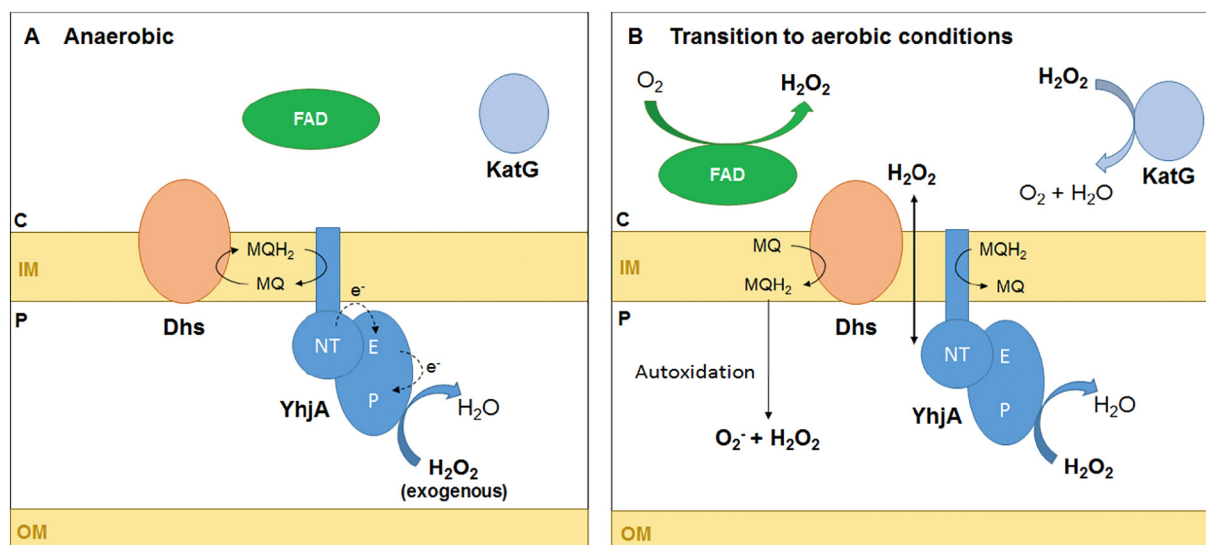 A Anaerobic
FAD
KatG
C
MQH₂
IM
MQ
Dhs
P
e⁻
NT E
e⁻
P
YhjA
H₂O
H₂O₂
(exogenous)
OM
B Transition to aerobic conditions
O₂
H₂O₂
H₂O₂
FAD
KatG
H₂O₂
O₂ + H₂O
C
MQ
MQH₂
IM
MQH₂
MQ
Dhs
P
NT E
Autoxidation
P
YhjA
H₂O
O₂⁻ + H₂O₂
H₂O₂
OM